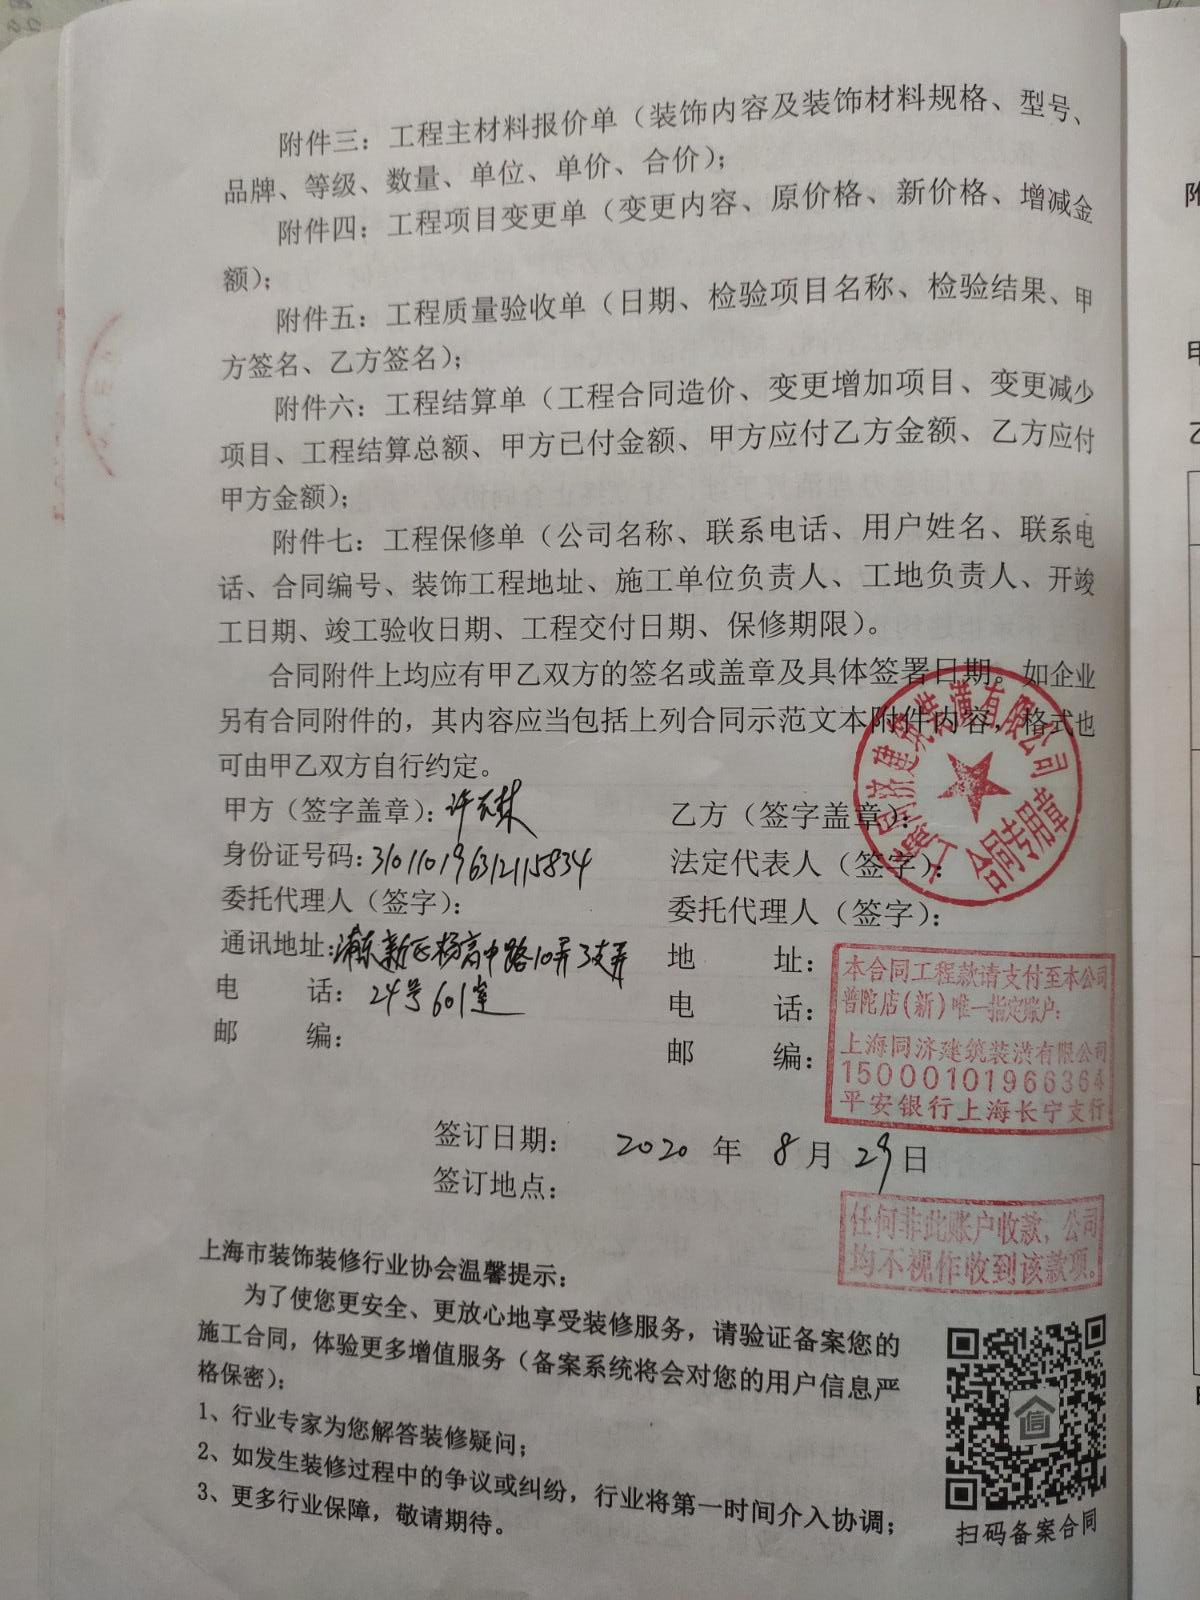 附件三：工程主材料报价单（装饰内容及装饰材料规格、型号、
品牌、等级、数量、单位、单价、合价）；
附件四：工程项目变更单（变更内容、原价格、新价格、增减金
额）；
附件五：工程质量验收单（日期、检验项目名称、检验结果、甲
方签名、乙方签名）；
附件六：工程结算单（工程合同造价、变更增加项目、变更减少
项目、工程结算总额、甲方已付金额、甲方应付乙方金额、乙方应付
甲方金额）；
附件七：工程保修单（公司名称、联系电话、用户姓名、联系电
话、合同编号、装饰工程地址、施工单位负责人、工地负责人、开竣
工日期、竣工验收日期、工程交付日期、保修期限）。
合同附件上均应有甲乙双方的签名或盖章及具体签署日期。如企业
另有合同附件的，其内容应当包括上列合同示范文本附件内容，格式也
可由甲乙双方自行约定。
甲方（签字盖章）：许
身份证号码：310110196312115834
委托代理人（签字）：
通讯地址：浦东新区杨高中路10弄3支弄
电 话： 24号601室
邮 编：
乙方（签字盖章）：
法定代表人（签字）：
委托代理人（签字）：
地 址：
电 话：
邮 编：
上海同济建筑装潢有限公司
合同专用章
本合同工程款请支付至本公司
普陀店（新）唯一指定账户：
上海同济建筑装潢有限公司
15000101966364
平安银行上海长宁支行
签订日期： 2020 年 8 月 29 日
签订地点：
任何非此账户收款，公司
均不视作收到该款项。
上海市装饰装修行业协会温馨提示：
为了使您更安全、更放心地享受装修服务，请验证备案您的
施工合同，体验更多增值服务（备案系统将会对您的用户信息严
格保密）：
1、行业专家为您解答装修疑问；
2、如发生装修过程中的争议或纠纷，行业将第一时间介入协调；
3、更多行业保障，敬请期待。
信
扫码备案合同
附
甲